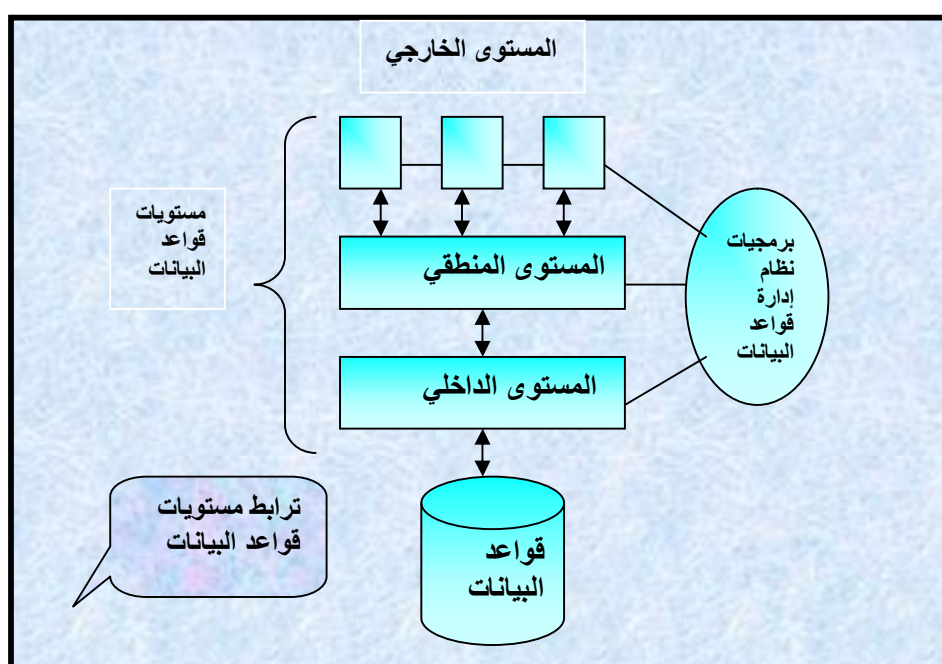 المستوى الخارجي
مستويات
قواعد
البيانات
برمجيات
نظام
إدارة
قواعد
البيانات
المستوى المنطقي
المستوى الداخلي
ترابط مستويات
قواعد البيانات
قواعد
البيانات